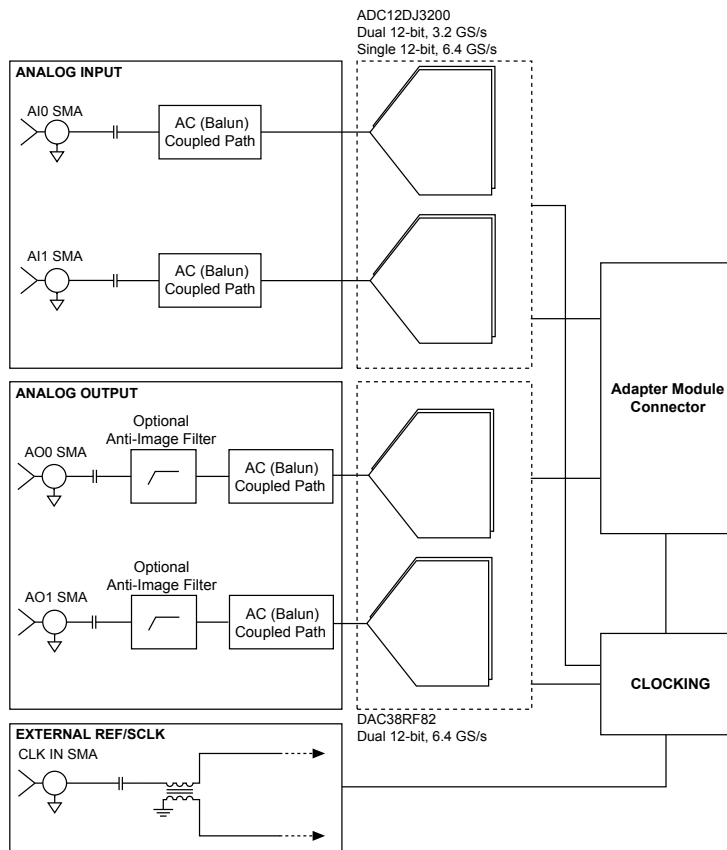 ADC12DJ3200
Dual 12-bit, 3.2 GS/s
Single 12-bit, 6.4 GS/s
ANALOG INPUT
AI0 SMA
AC (Balun)
Coupled Path
AI1 SMA
AC (Balun)
Coupled Path
Adapter Module
Connector
ANALOG OUTPUT
Optional
Anti-Image Filter
AO0 SMA
AC (Balun)
Coupled Path
Optional
Anti-Image Filter
AO1 SMA
AC (Balun)
Coupled Path
CLOCKING
DAC38RF82
Dual 12-bit, 6.4 GS/s
EXTERNAL REF/SCLK
CLK IN SMA